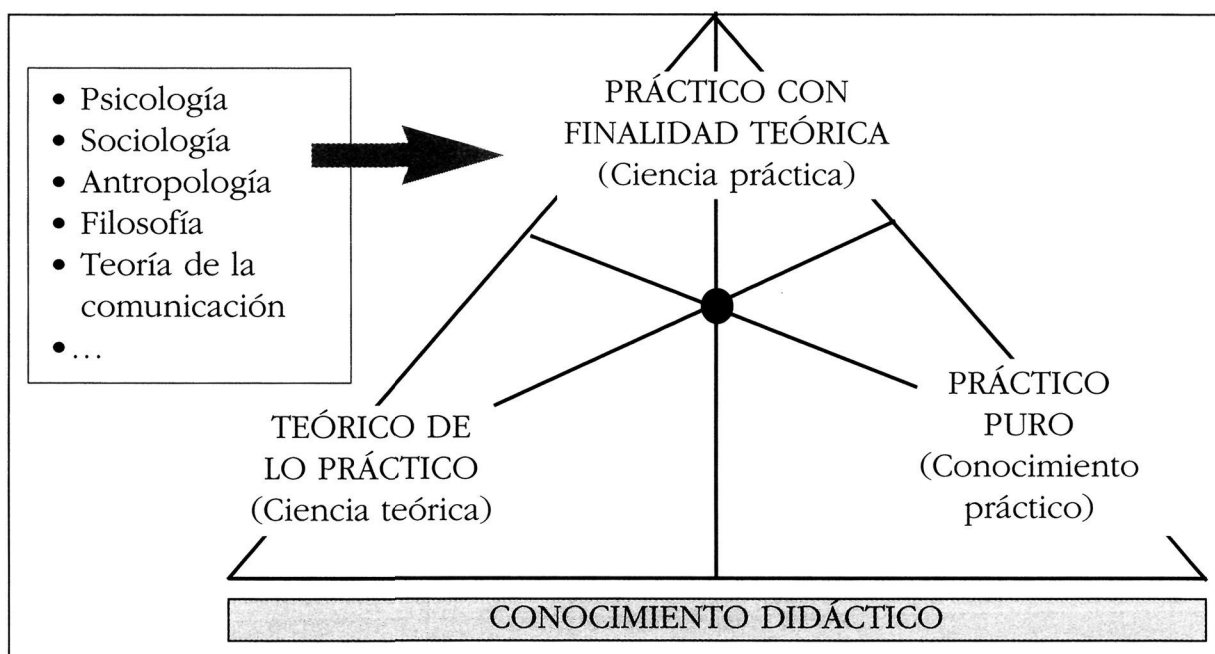 • Psicología
• Sociología
• Antropología
• Filosofía
• Teoría de la
comunicación
• ...
PRÁCTICO CON
FINALIDAD TEÓRICA
(Ciencia práctica)
TEÓRICO DE
LO PRÁCTICO
(Ciencia teórica)
PRÁCTICO
PURO
(Conocimiento
práctico)
CONOCIMIENTO DIDÁCTICO